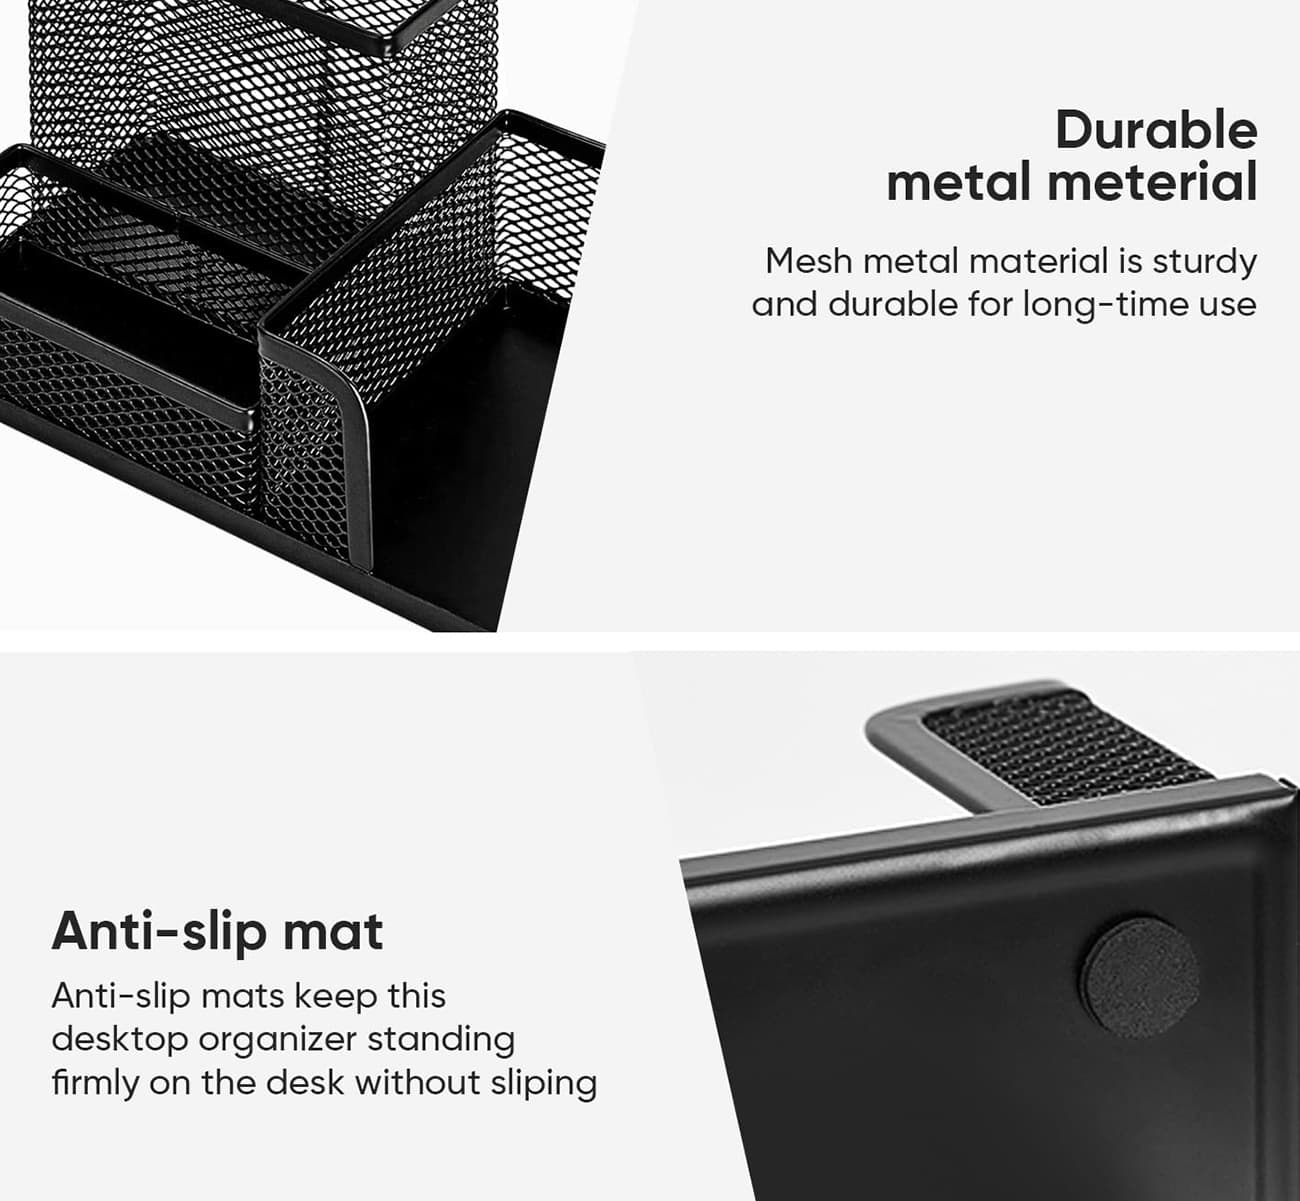 Durable
metal meterial
Mesh metal material is sturdy
and durable for long-time use
Anti-slip mat
Anti-slip mats keep this
desktop organizer standing
firmly on the desk without sliping